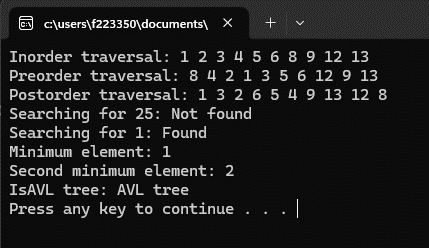 c:\users\f223350\documents\
Inorder traversal: 1 2 3 4 5 6 8 9 12 13
Preorder traversal: 8 4 2 1 3 5 6 12 9 13
Postorder traversal: 1 3 2 6 5 4 9 13 12 8
Searching for 25: Not found
Searching for 1: Found
Minimum element: 1
Second minimum element: 2
IsAVL tree: AVL tree
Press any key to continue . . .